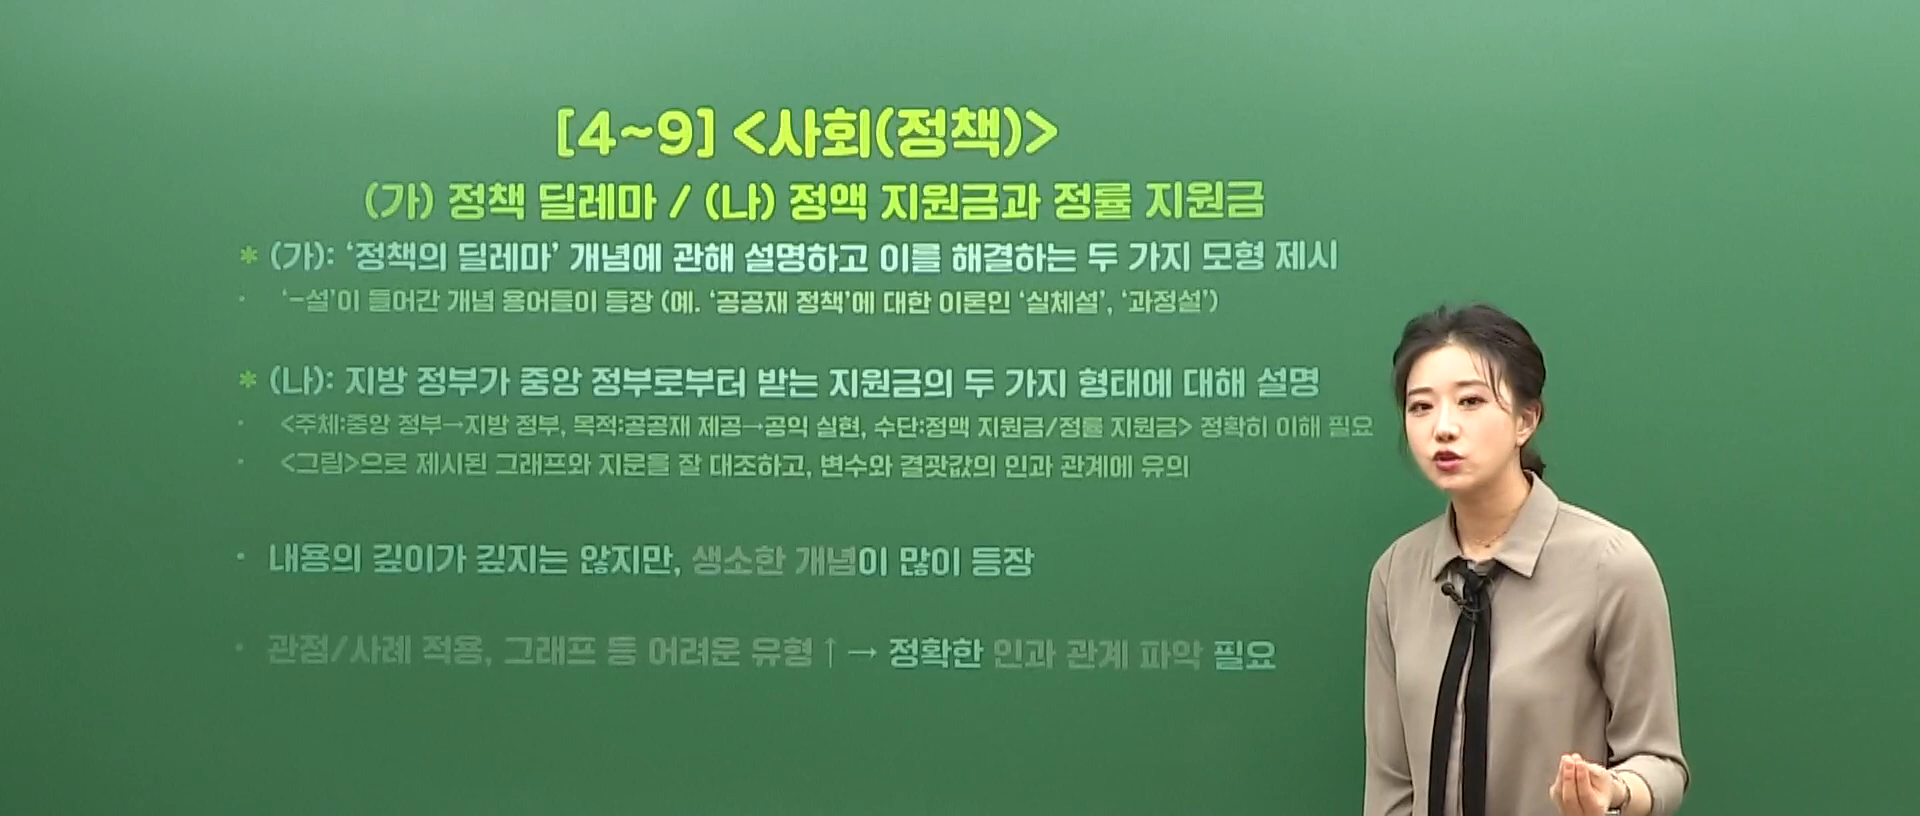 [4~9] <사회(정책)>
(가) 정책 딜레마 / (나) 정액 지원금과 정률 지원금
* (가): ‘정책의 딜레마’ 개념에 관해 설명하고 이를 해결하는 두 가지 모형 제시
· ‘-설’이 들어간 개념 용어들이 등장 (예. ‘공공재 정책’에 대한 이론인 ‘실체설’, ‘과정설’)
* (나): 지방 정부가 중앙 정부로부터 받는 지원금의 두 가지 형태에 대해 설명
· <주체:중앙 정부→지방 정부, 목적:공공재 제공→공익 실현, 수단:정액 지원금/정률 지원금> 정확히 이해 필요
· <그림>으로 제시된 그래프와 지문을 잘 대조하고, 변수와 결괏값의 인과 관계에 유의
· 내용의 깊이가 깊지는 않지만, 생소한 개념이 많이 등장
· 관점/사례 적용, 그래프 등 어려운 유형↑ → 정확한 인과 관계 파악 필요